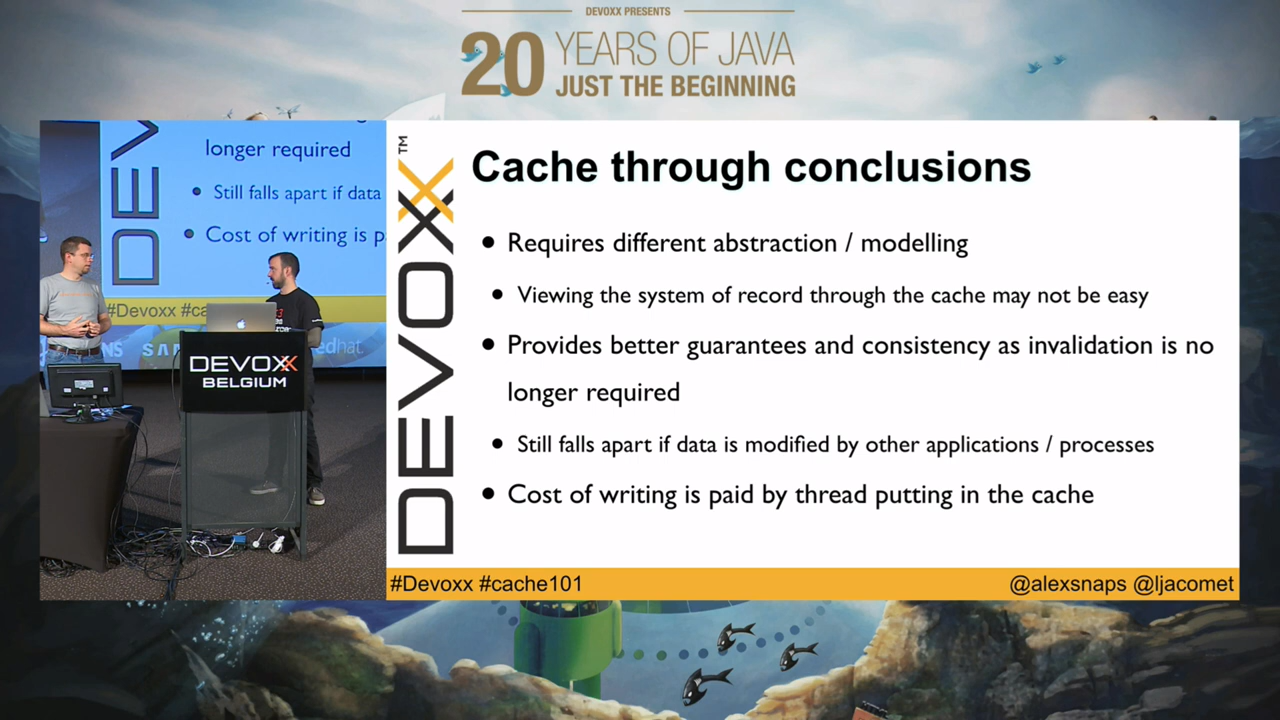 DEVOXX PRESENTS
20 YEARS OF JAVA
JUST THE BEGINNING
longer required
• Still falls apart if data
• Cost of writing is p
DEV
#Devoxx #ca
SA
edhat.
DEVOXX
BELGIUM
DEVOXX™
Cache through conclusions
• Requires different abstraction / modelling
• Viewing the system of record through the cache may not be easy
• Provides better guarantees and consistency as invalidation is no
longer required
• Still falls apart if data is modified by other applications / processes
• Cost of writing is paid by thread putting in the cache
#Devoxx #cache101
@alexsnaps @ljacomet